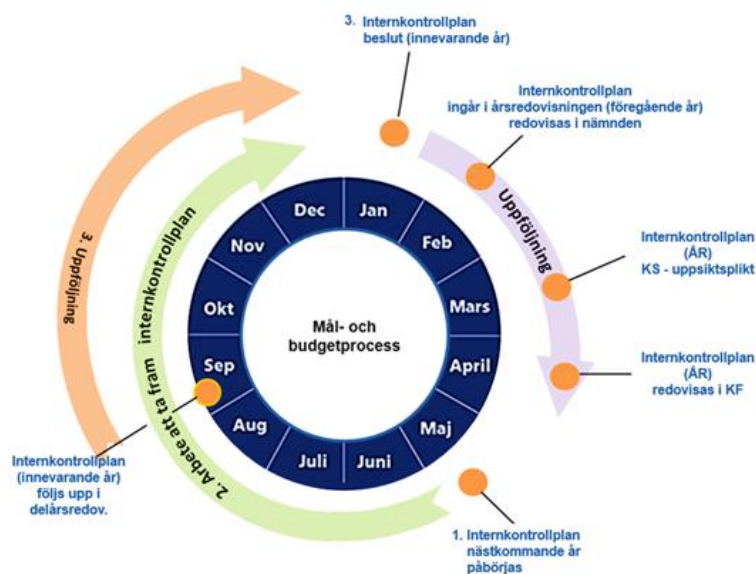 3. Internkontrollplan
beslut (innevarande år)
Internkontrollplan
ingår i årsredovisningen (föregående år)
redovisas i nämnden
Uppföljning
Internkontrollplan
(ÅR)
KS - uppsiktsplikt
Internkontrollplan
(ÅR)
redovisas i KF
1. Internkontrollplan
nästkommande år
påbörjas
2. Arbete att ta fram internkontrollplan
3. Uppföljning
Internkontrollplan
(innevarande år)
följs upp i
delårsredov.
Jan
Feb
Mars
April
Maj
Juni
Juli
Aug
Sep
Okt
Nov
Dec
Mål- och
budgetprocess